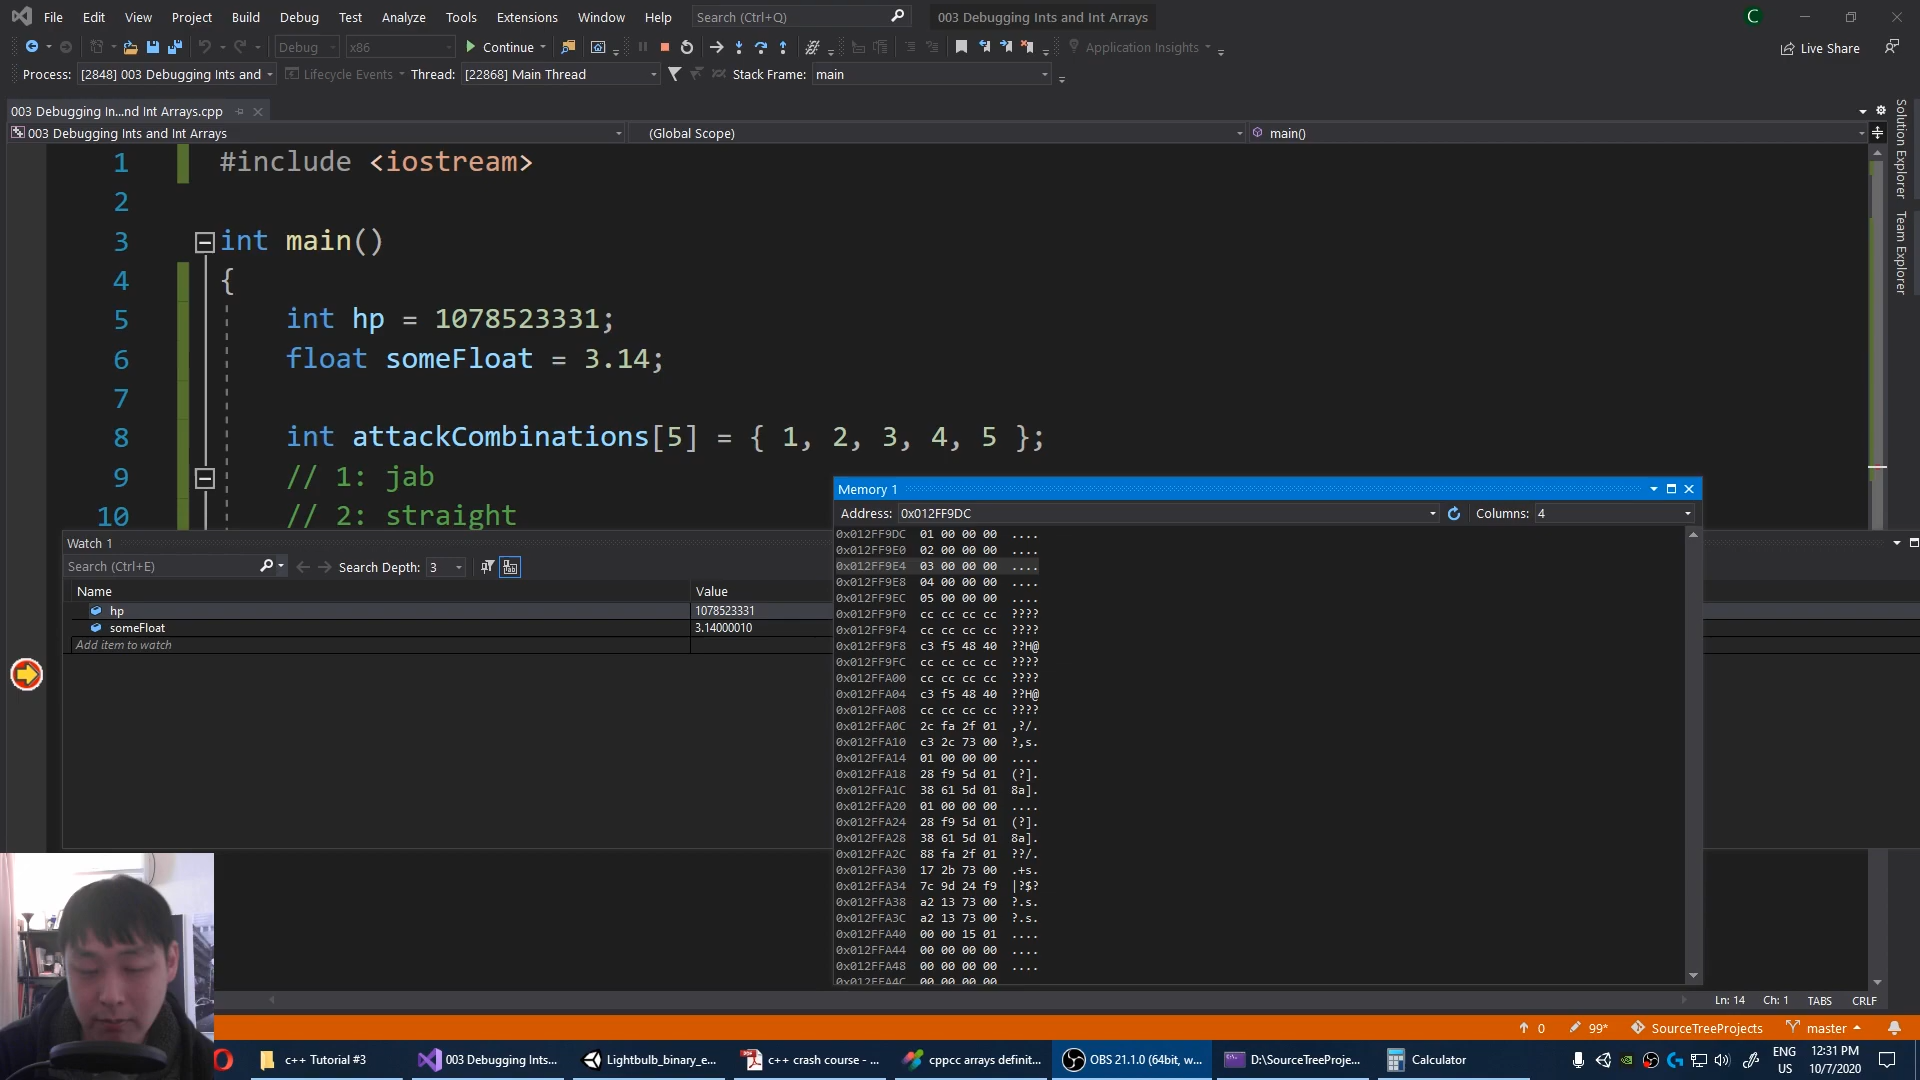 File Edit View Project Build Debug Test Analyze Tools Extensions Window Help Search (Ctrl+Q) 003 Debugging Ints and Int Arrays C
Debug x86 Continue Application Insights Live Share
Process: [2848] 003 Debugging Ints and Lifecycle Events Thread: [22868] Main Thread Stack Frame: main
003 Debugging In...nd Int Arrays.cpp
003 Debugging Ints and Int Arrays (Global Scope) main()
Solution Explorer
Team Explorer
1 #include <iostream>
2
3 int main()
4 {
5 int hp = 1078523331;
6 float someFloat = 3.14;
7
8 int attackCombinations[5] = { 1, 2, 3, 4, 5 };
9 // 1: jab
10 // 2: straight
Watch 1
Search (Ctrl+E) Search Depth: 3
Name Value
hp 1078523331
someFloat 3.14000010
Add item to watch
Memory 1
Address: 0x012FF9DC Columns: 4
0x012FF9DC 01 00 00 00 ....
0x012FF9E0 02 00 00 00 ....
0x012FF9E4 03 00 00 00 ....
0x012FF9E8 04 00 00 00 ....
0x012FF9EC 05 00 00 00 ....
0x012FF9F0 cc cc cc cc ????
0x012FF9F4 cc cc cc cc ????
0x012FF9F8 c3 f5 48 40 ??H@
0x012FF9FC cc cc cc cc ????
0x012FFA00 cc cc cc cc ????
0x012FFA04 c3 f5 48 40 ??H@
0x012FFA08 cc cc cc cc ????
0x012FFA0C 2c fa 2f 01 ,?/.
0x012FFA10 c3 2c 73 00 ?,s.
0x012FFA14 01 00 00 00 ....
0x012FFA18 28 f9 5d 01 (?].
0x012FFA1C 38 61 5d 01 8a].
0x012FFA20 01 00 00 00 ....
0x012FFA24 28 f9 5d 01 (?].
0x012FFA28 38 61 5d 01 8a].
0x012FFA2C 88 fa 2f 01 ??/.
0x012FFA30 17 2b 73 00 .+s.
0x012FFA34 7c 9d 24 f9 |?$?
0x012FFA38 a2 13 73 00 ?.s.
0x012FFA3C a2 13 73 00 ?.s.
0x012FFA40 00 00 15 01 ....
0x012FFA44 00 00 00 00 ....
0x012FFA48 00 00 00 00 ....
0x012FFA4C 00 00 00 00
Ln: 14 Ch: 1 TABS CRLF
0 99* SourceTreeProjects master
c++ Tutorial #3 003 Debugging Ints... Lightbulb_binary_e... c++ crash course - ... cppcc arrays definit... OBS 21.1.0 (64bit, w... D:\SourceTreeProje... Calculator
ENG
US
12:31 PM
10/7/2020